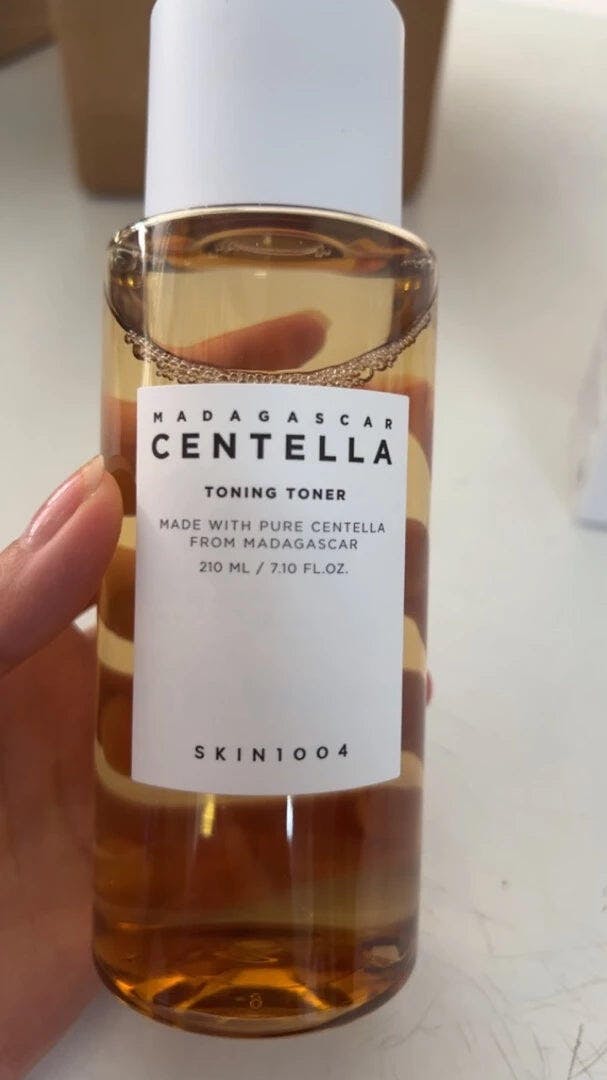 MADAGASCAR
CENTELLA
TONING TONER
MADE WITH PURE CENTELLA
FROM MADAGASCAR
210 ML / 7.10 FL.OZ.
SKIN1004